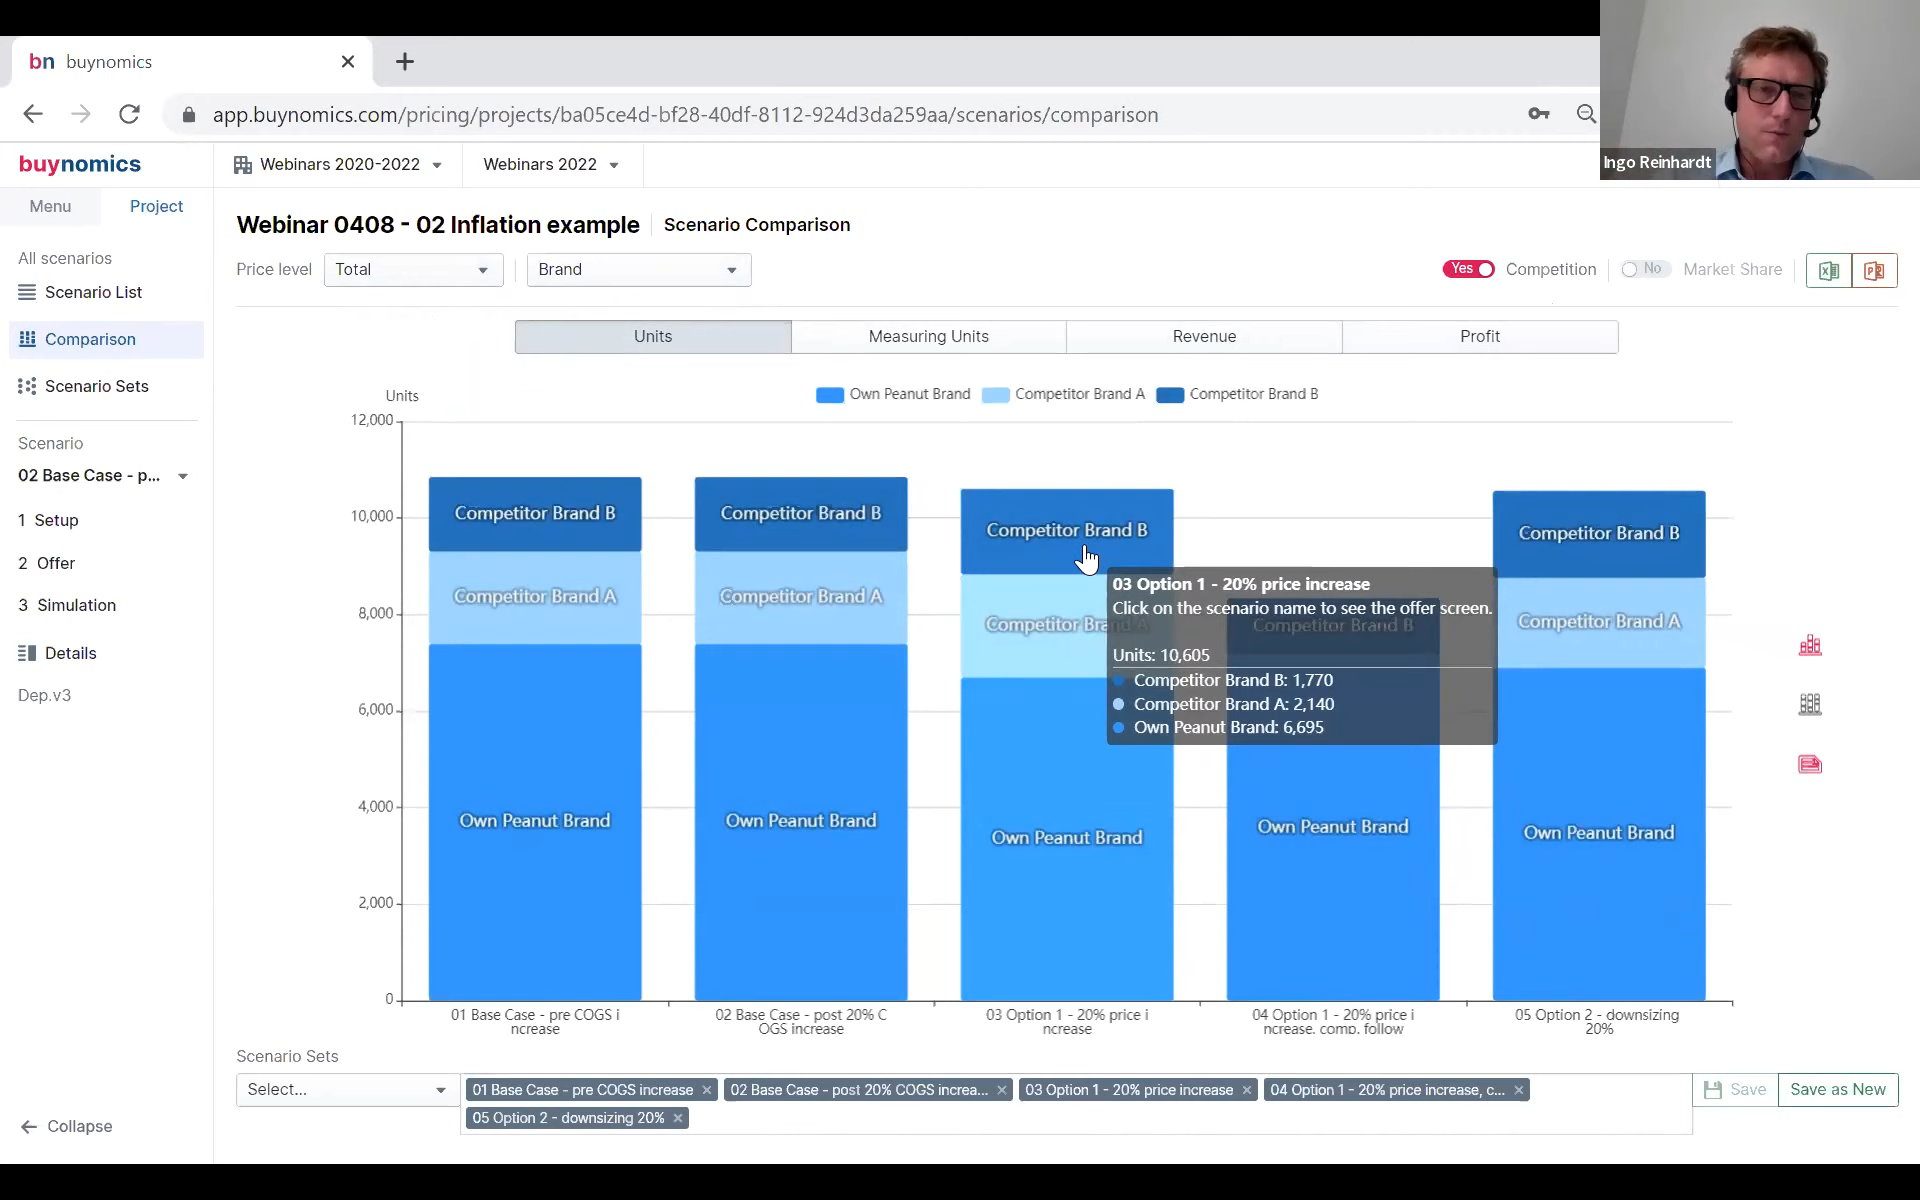 bn buynomics
app.buynomics.com/pricing/projects/ba05ce4d-bf28-40df-8112-924d3da259aa/scenarios/comparison
Ingo Reinhardt
buynomics
Webinars 2020-2022
Webinars 2022
Menu
Project
Webinar 0408 - 02 Inflation example
Scenario Comparison
All scenarios
Scenario List
Comparison
Scenario Sets
Scenario
02 Base Case - p...
1 Setup
2 Offer
3 Simulation
Details
Dep.v3
Collapse
Price level
Total
Brand
Yes
Competition
No
Market Share
Units
Measuring Units
Revenue
Profit
Units
Own Peanut Brand
Competitor Brand A
Competitor Brand B
12,000
10,000
8,000
6,000
4,000
2,000
0
Competitor Brand B
Competitor Brand A
Own Peanut Brand
Competitor Brand B
Competitor Brand A
Own Peanut Brand
Competitor Brand B
Competitor Brand A
Own Peanut Brand
03 Option 1 - 20% price increase
Click on the scenario name to see the offer screen.
Units: 10,605
Competitor Brand B: 1,770
Competitor Brand A: 2,140
Own Peanut Brand: 6,695
Competitor Brand B
Own Peanut Brand
Competitor Brand B
Competitor Brand A
Own Peanut Brand
01 Base Case - pre COGS i
ncrease
02 Base Case - post 20% C
OGS increase
03 Option 1 - 20% price i
ncrease
04 Option 1 - 20% price i
ncrease, comp. follow
05 Option 2 - downsizing
20%
Scenario Sets
Select...
01 Base Case - pre COGS increase
02 Base Case - post 20% COGS increa...
03 Option 1 - 20% price increase
04 Option 1 - 20% price increase, c...
05 Option 2 - downsizing 20%
Save
Save as New